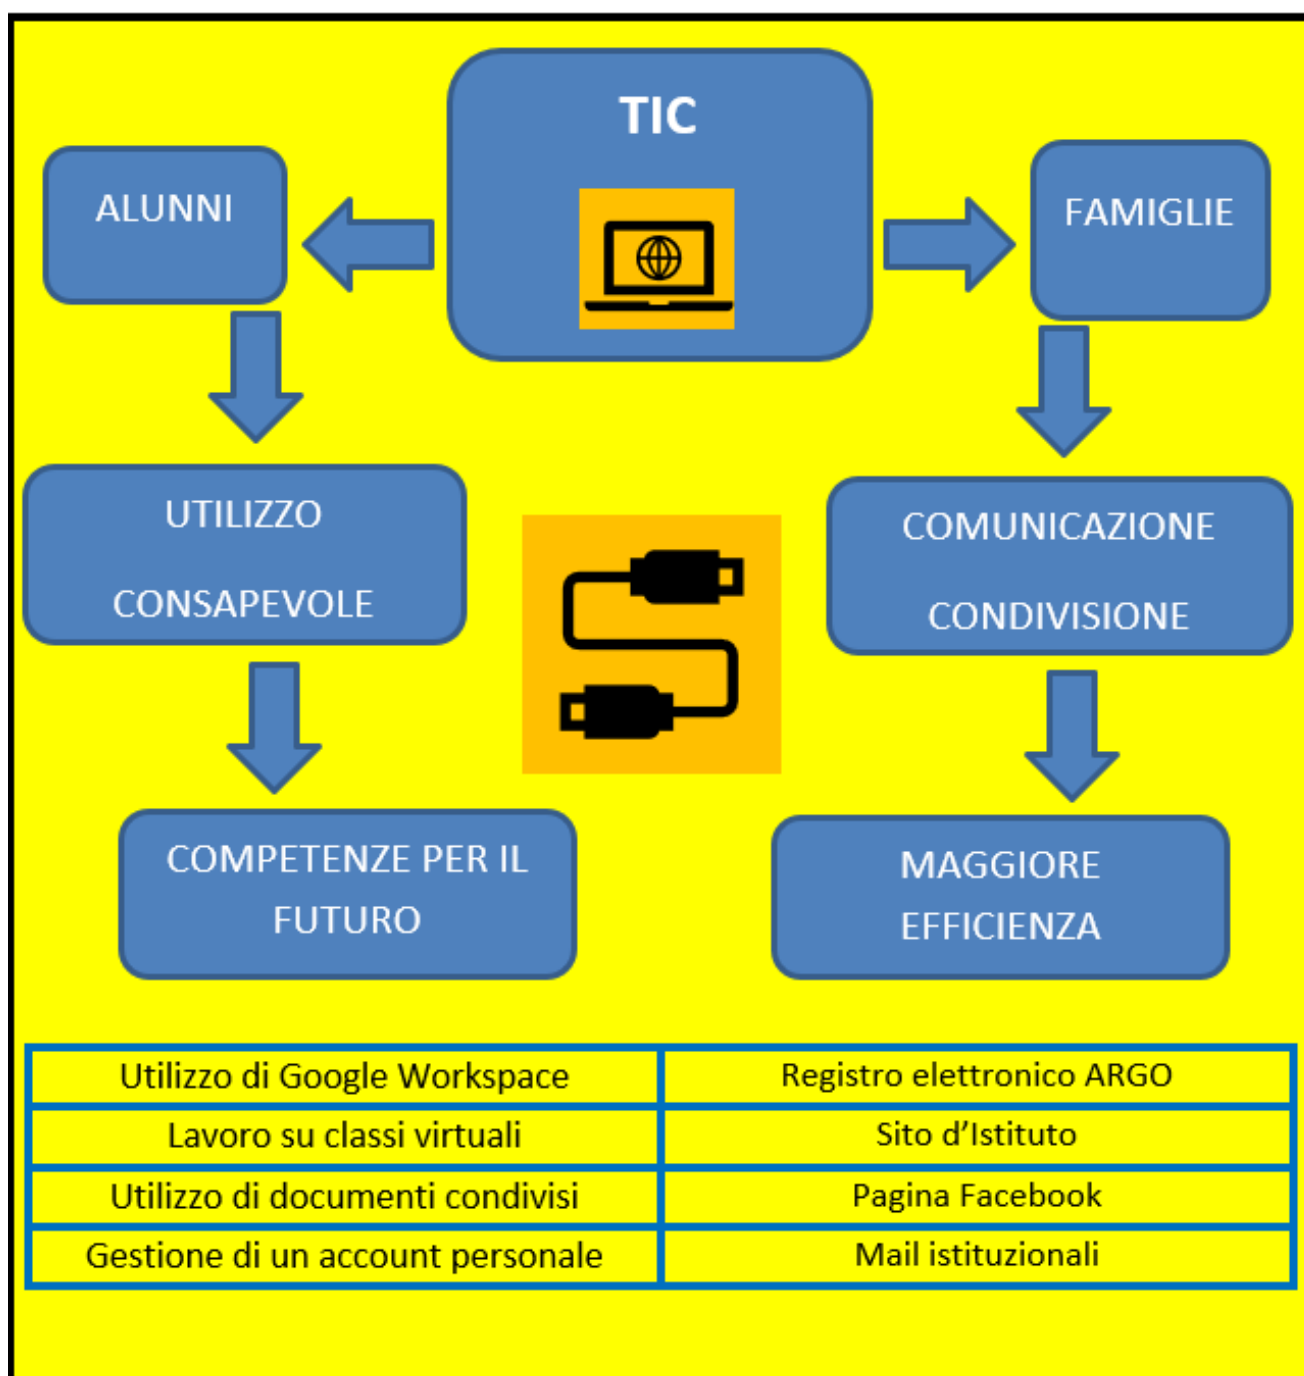 TIC
ALUNNI
FAMIGLIE
UTILIZZO
CONSAPEVOLE
COMUNICAZIONE
CONDIVISIONE
COMPETENZE PER IL
FUTURO
MAGGIORE
EFFICIENZA
Utilizzo di Google Workspace
Registro elettronico ARGO
Lavoro su classi virtuali
Sito d’Istituto
Utilizzo di documenti condivisi
Pagina Facebook
Gestione di un account personale
Mail istituzionali